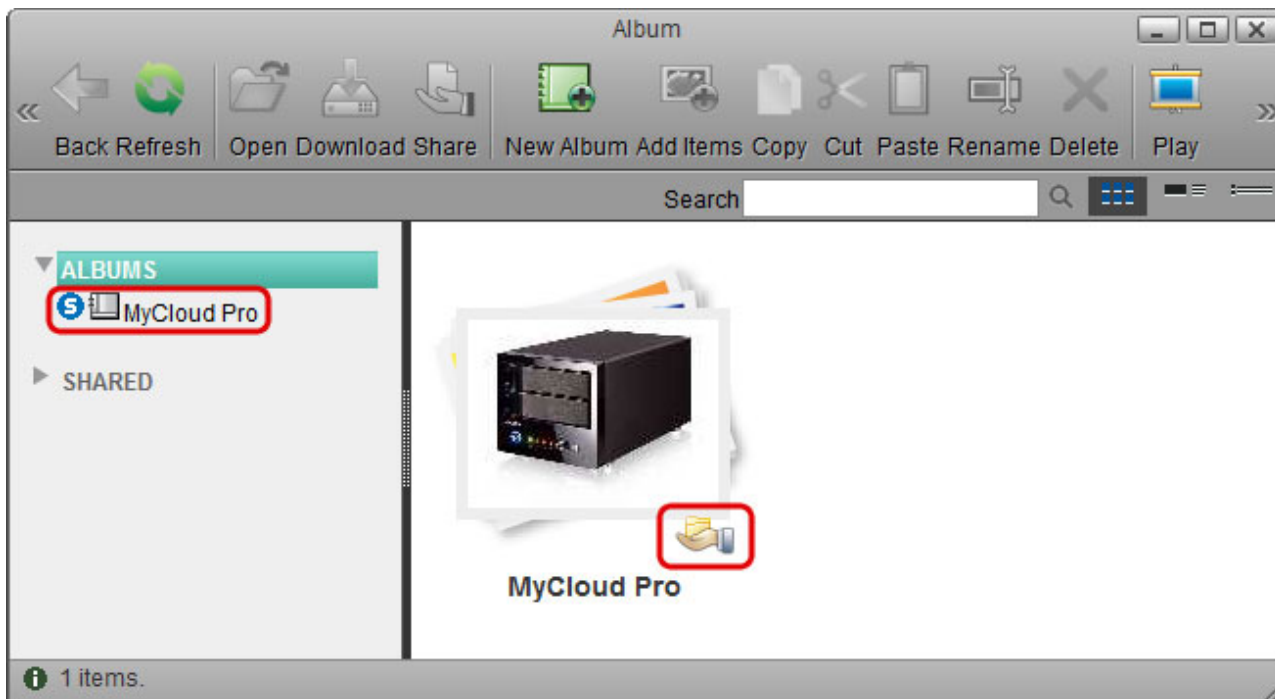 Album
Back Refresh Open Download Share New Album Add Items Copy Cut Paste Rename Delete Play
Search
ALBUMS
S MyCloud Pro
SHARED
MyCloud Pro
1 items.